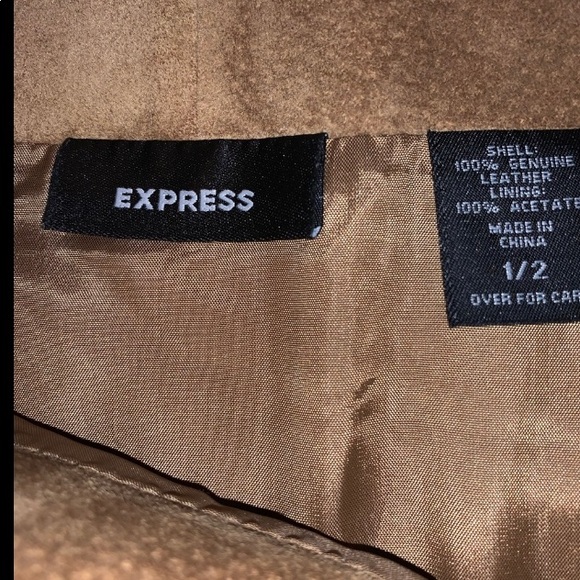 EXPRESS
SHELL:
100% GENUINE
LEATHER
LINING:
100% ACETATE
MADE IN
CHINA
1/2
OVER FOR CAR